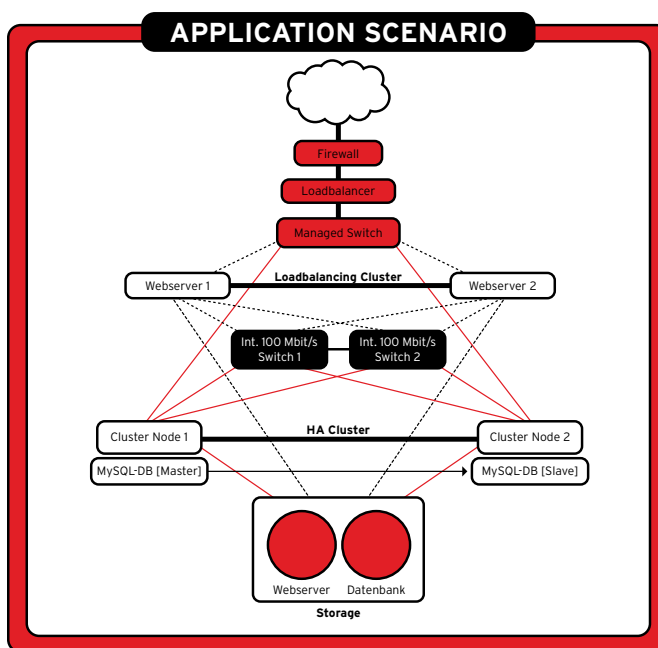 APPLICATION SCENARIO
Firewall
Loadbalancer
Managed Switch
Loadbalancing Cluster
Webserver 1
Webserver 2
Int. 100 Mbit/s
Switch 1
Int. 100 Mbit/s
Switch 2
HA Cluster
Cluster Node 1
Cluster Node 2
MySQL-DB [Master]
MySQL-DB [Slave]
Webserver
Datenbank
Storage